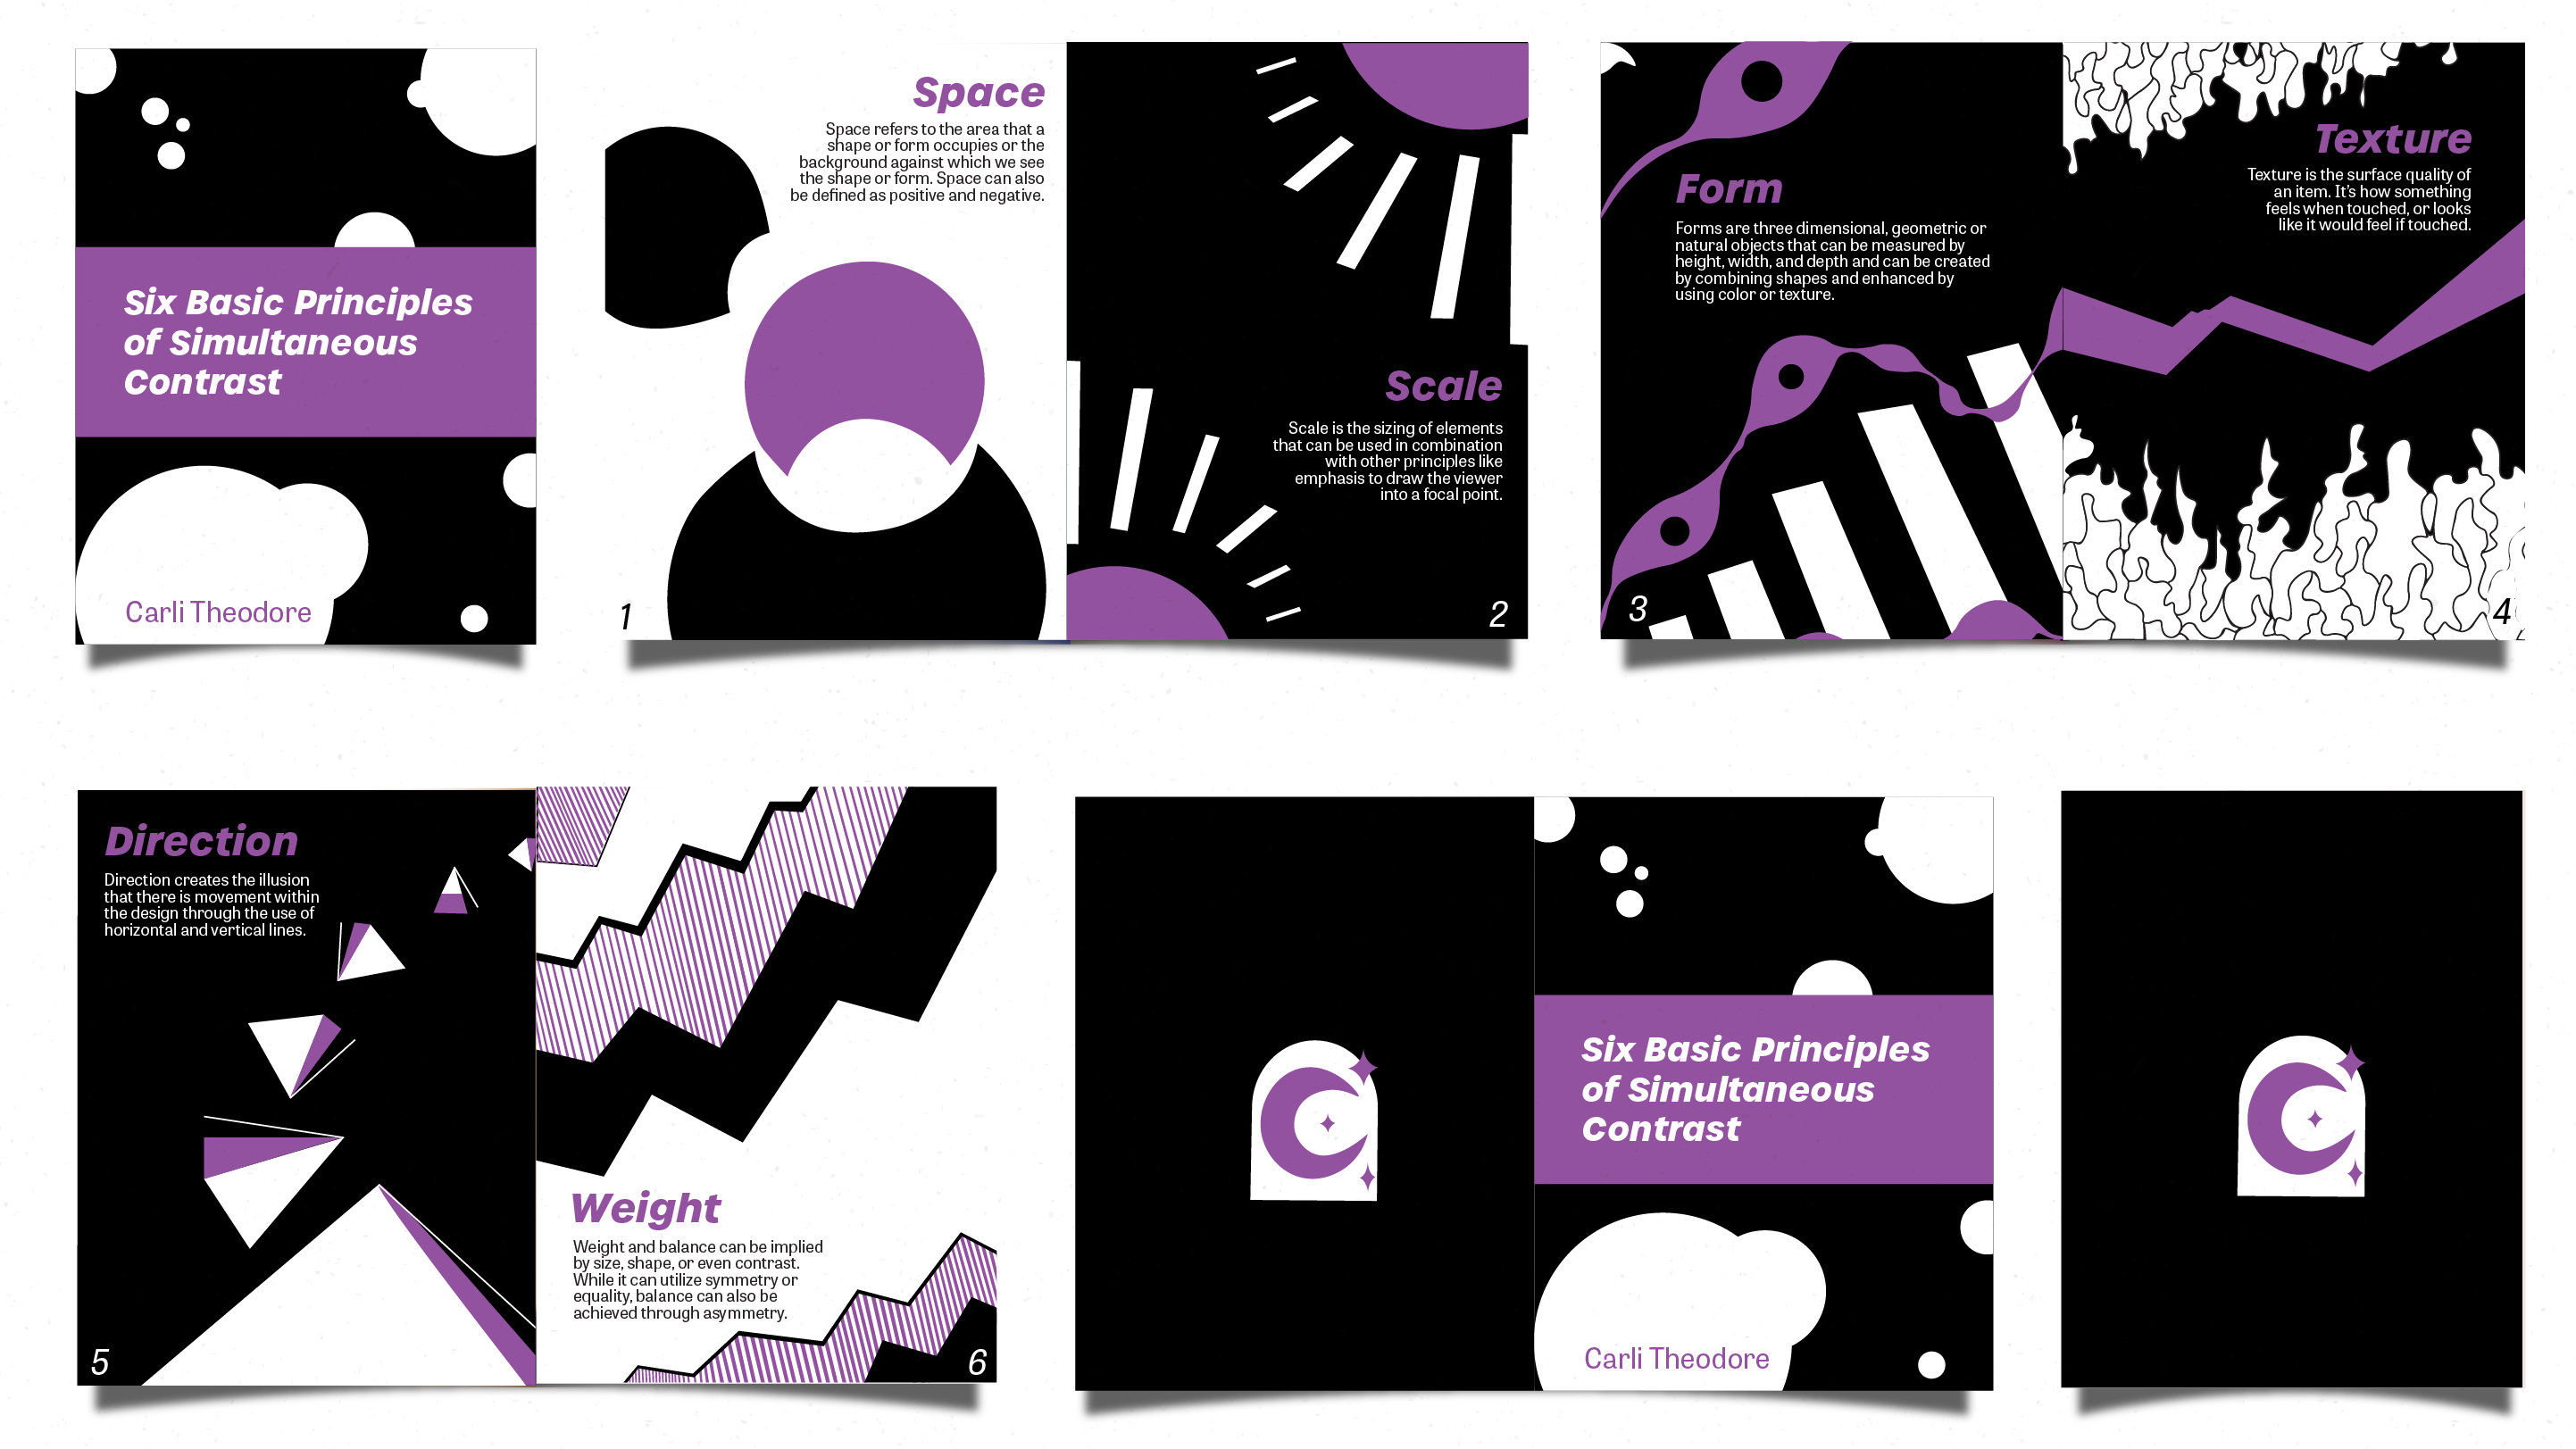 Six Basic Principles
of Simultaneous
Contrast
Carli Theodore
Space
Space refers to the area that a
shape or form occupies or the
background against which we see
the shape or form. Space can also
be defined as positive and negative.
1
Scale
Scale is the sizing of elements
that can be used in combination
with other principles like
emphasis to draw the viewer
into a focal point.
2
Form
Forms are three dimensional, geometric or
natural objects that can be measured by
height, width, and depth and can be created
by combining shapes and enhanced by
using color or texture.
3
Texture
Texture is the surface quality of
an item. It's how something
feels when touched, or looks
like it would feel if touched.
4
Direction
Direction creates the illusion
that there is movement within
the design through the use of
horizontal and vertical lines.
5
Weight
Weight and balance can be implied
by size, shape, or even contrast.
While it can utilize symmetry or
equality, balance can also be
achieved through asymmetry.
6
Six Basic Principles
of Simultaneous
Contrast
Carli Theodore